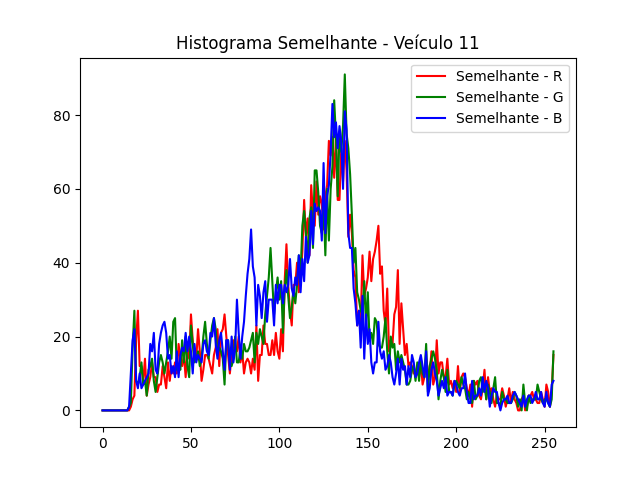 Histograma Semelhante - Veículo 11
Semelhante - R
Semelhante - G
Semelhante - B
80
60
40
20
0
0 50 100 150 200 250